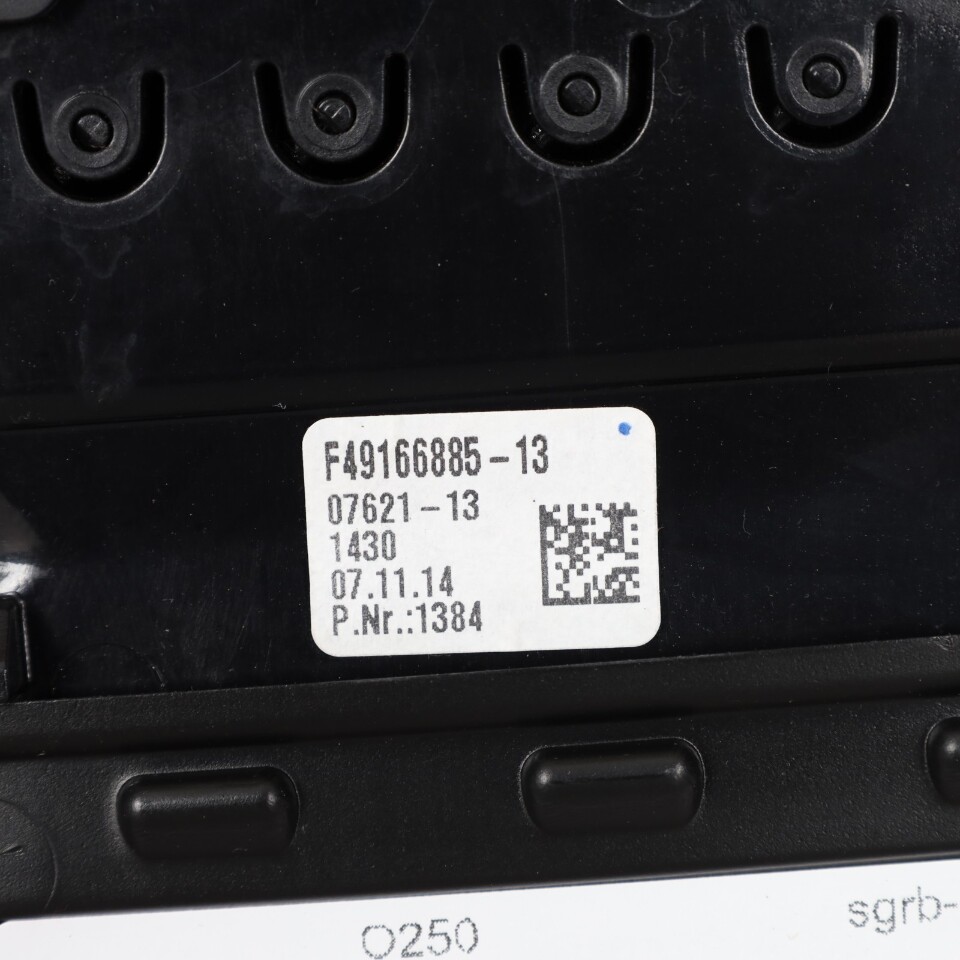 F49166885-13
07621-13
1430
07.11.14
P.Nr.:1384
O250
sgrb-